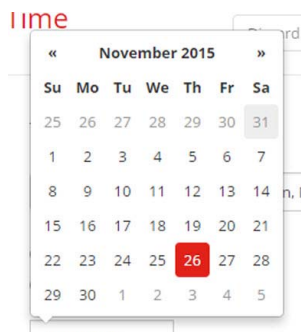 Time
« November 2015 »
Su Mo Tu We Th Fr Sa
25 26 27 28 29 30 31
1 2 3 4 5 6 7
8 9 10 11 12 13 14
15 16 17 18 19 20 21
22 23 24 25 26 27 28
29 30 1 2 3 4 5